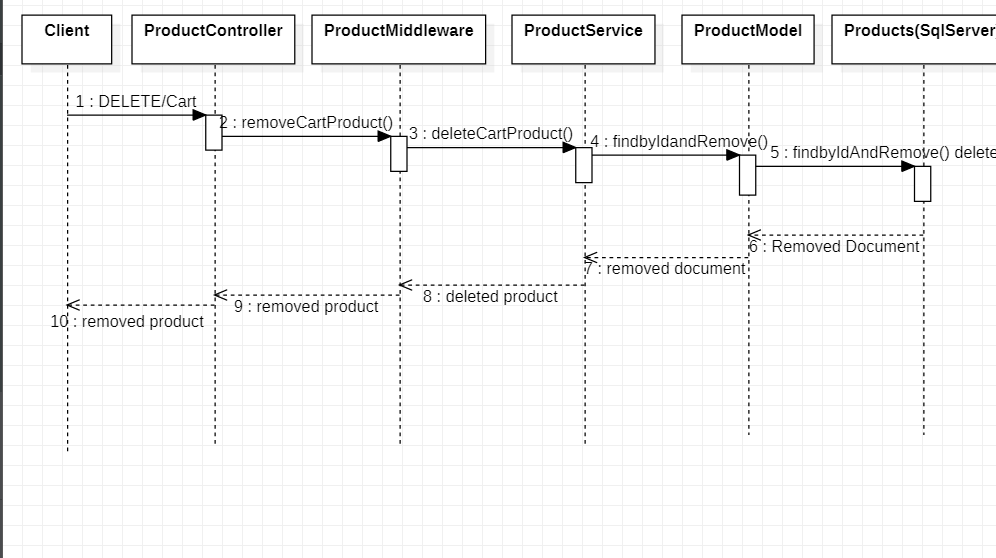 Client
ProductController
ProductMiddleware
ProductService
ProductModel
Products(SqlServer)
1 : DELETE/Cart
2 : removeCartProduct()
3 : deleteCartProduct()
4 : findbyIdandRemove()
5 : findbyIdAndRemove() delete
6 : Removed Document
7 : removed document
8 : deleted product
9 : removed product
10 : removed product